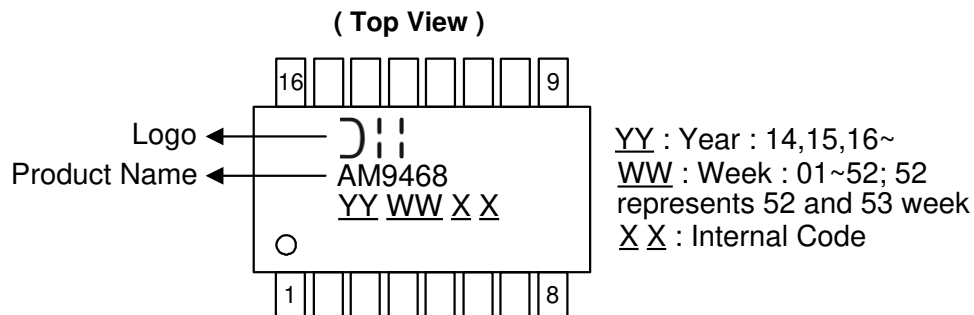 ( Top View )
16 9
Logo
Product Name
AM9468
YY WW X X
1 8
YY : Year : 14,15,16~
WW : Week : 01~52; 52
represents 52 and 53 week
X X : Internal Code